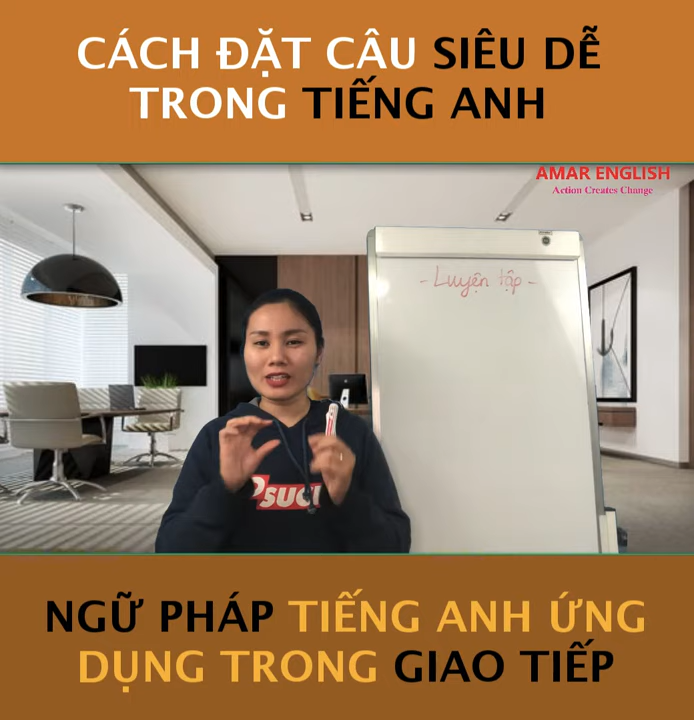 CÁCH ĐẶT CÂU SIÊU DỄ
TRONG TIẾNG ANH
AMAR ENGLISH
Action Creates Change
- Luyện tập -
NGỮ PHÁP TIẾNG ANH ỨNG
DỤNG TRONG GIAO TIẾP